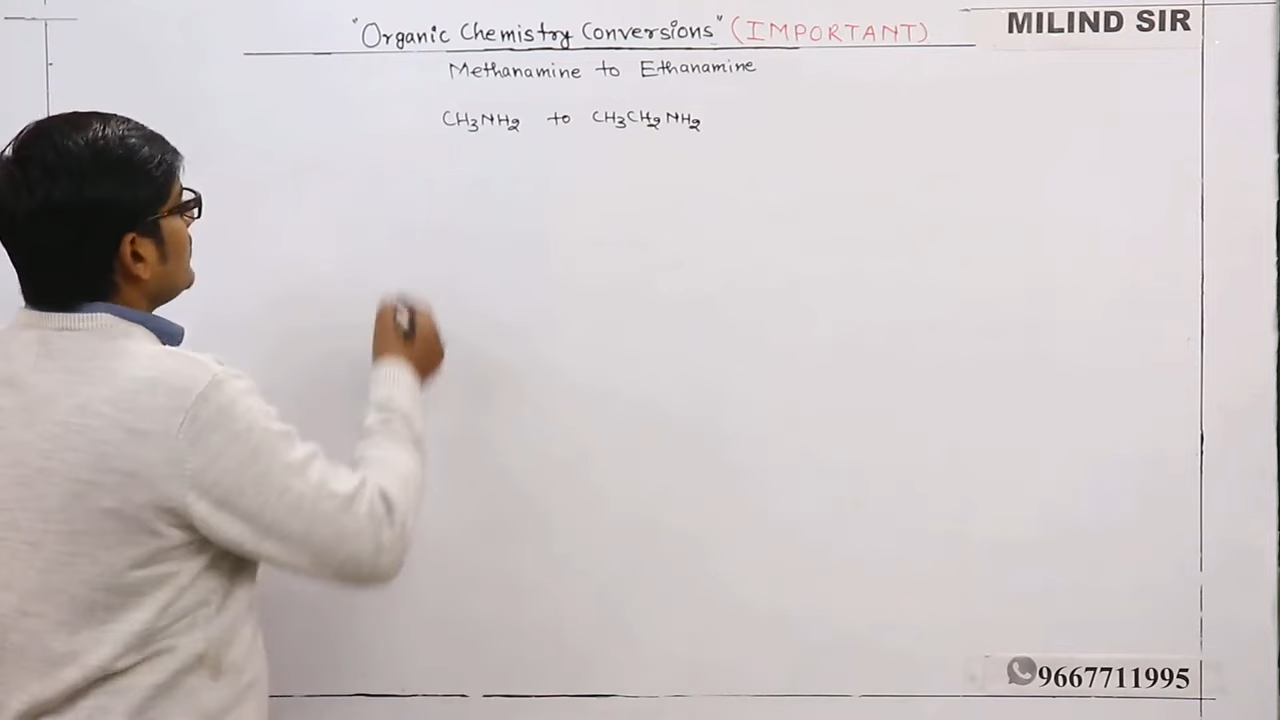 "Organic Chemistry Conversions" (IMPORTANT)
MILIND SIR
Methanamine to Ethanamine
CH3NH2 to CH3CH2NH2
9667711995